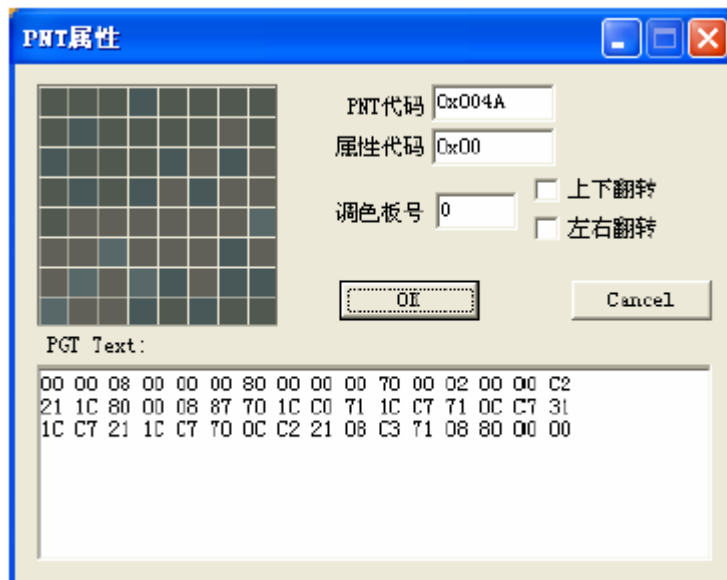 PNT属性
PNT代码 0x004A
属性代码 0x00
调色板号 0
上下翻转
左右翻转
OK
Cancel
PGT Text:
00 00 08 00 00 00 80 00 00 00 70 00 02 00 00 C2
21 1C 80 00 08 87 70 1C C0 71 1C C7 71 0C C7 31
1C C7 21 1C C7 70 0C C2 21 08 C3 71 08 80 00 00